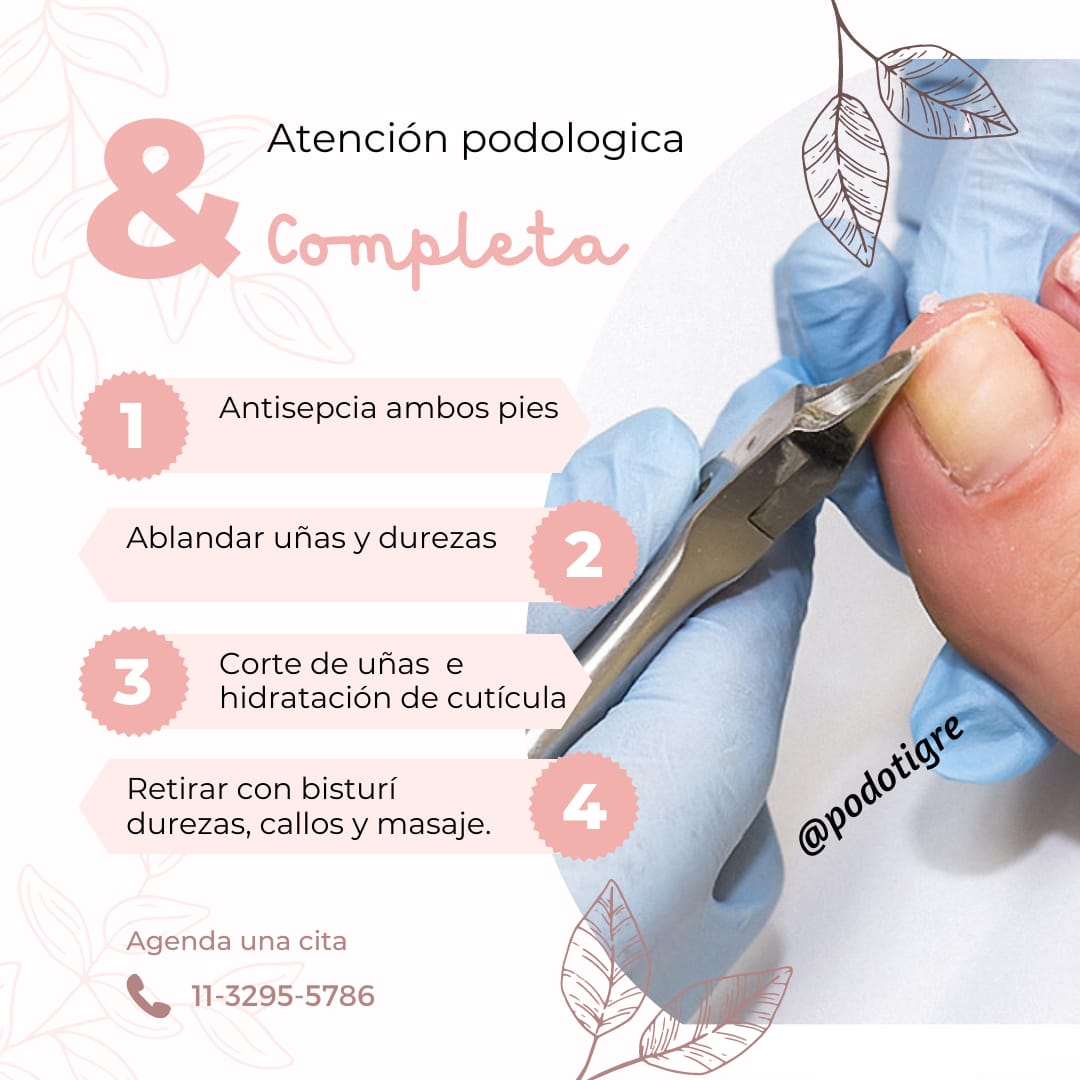 &
Atención podologica
Completa
1
Antisepcia ambos pies
Ablandar uñas y durezas
2
3
Corte de uñas e
hidratación de cutícula
Retirar con bisturí
durezas, callos y masaje.
4
@podotigre
Agenda una cita
11-3295-5786